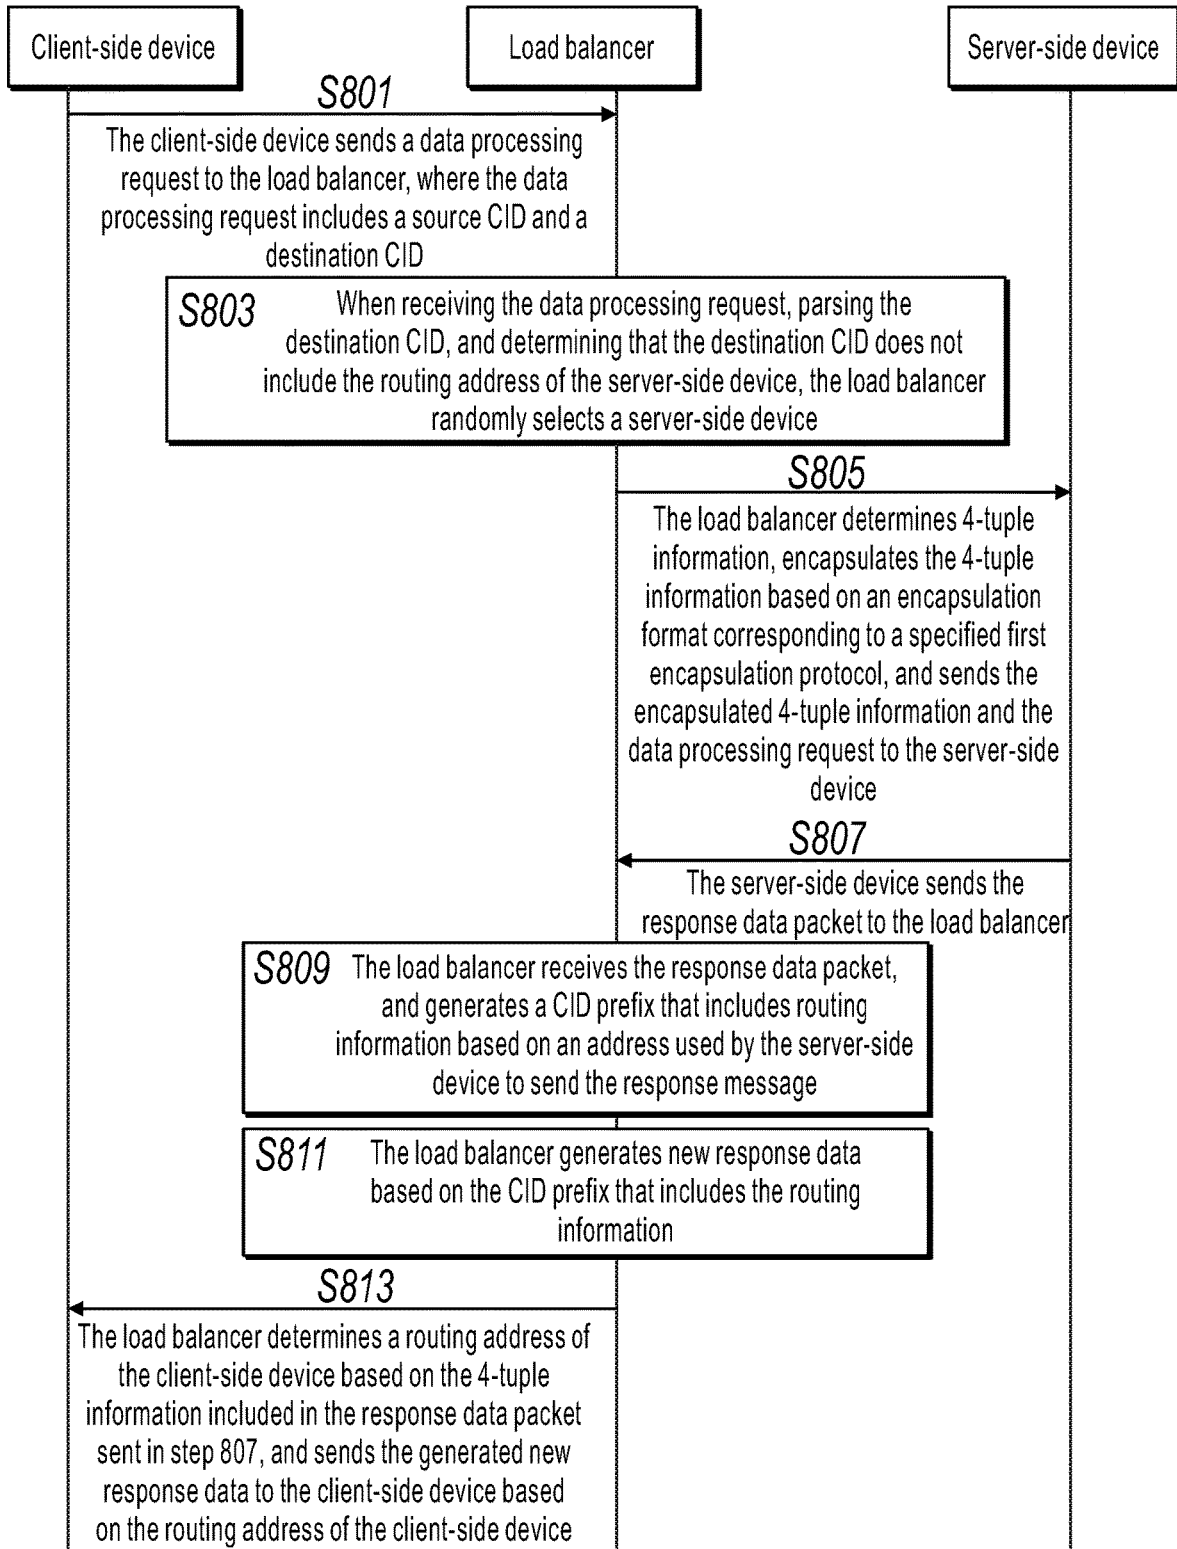 Client-side device
Load balancer
Server-side device
S801
The client-side device sends a data processing
request to the load balancer, where the data
processing request includes a source CID and a
destination CID
S803
When receiving the data processing request, parsing the
destination CID, and determining that the destination CID does not
include the routing address of the server-side device, the load balancer
randomly selects a server-side device
S805
The load balancer determines 4-tuple
information, encapsulates the 4-tuple
information based on an encapsulation
format corresponding to a specified first
encapsulation protocol, and sends the
encapsulated 4-tuple information and the
data processing request to the server-side
device
S807
The server-side device sends the
response data packet to the load balancer
S809
The load balancer receives the response data packet,
and generates a CID prefix that includes routing
information based on an address used by the server-side
device to send the response message
S811
The load balancer generates new response data
based on the CID prefix that includes the routing
information
S813
The load balancer determines a routing address of
the client-side device based on the 4-tuple
information included in the response data packet
sent in step 807, and sends the generated new
response data to the client-side device based
on the routing address of the client-side device